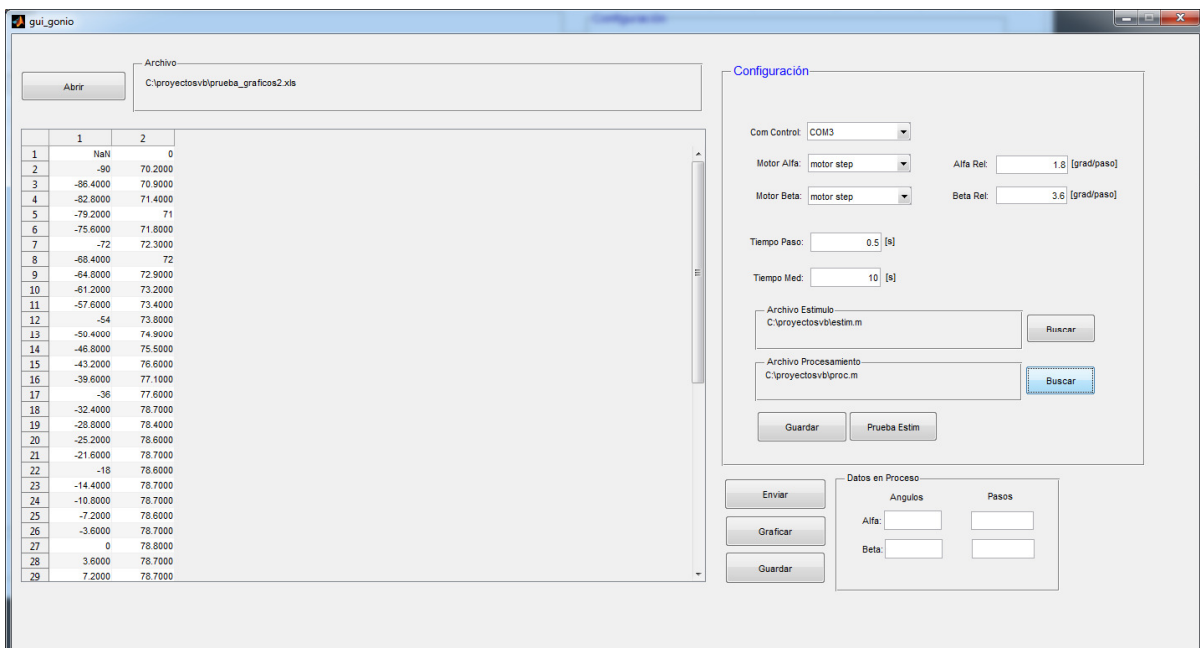 gui_gonio
Configuración
Abrir
Archivo
C:\proyectosvb\prueba_graficos2.xls
1 2
1 NaN 0
2 -90 70.2000
3 -86.4000 70.9000
4 -82.8000 71.4000
5 -79.2000 71
6 -75.6000 71.8000
7 -72 72.3000
8 -68.4000 72
9 -64.8000 72.9000
10 -61.2000 73.2000
11 -57.6000 73.4000
12 -54 73.8000
13 -50.4000 74.9000
14 -46.8000 75.5000
15 -43.2000 76.6000
16 -39.6000 77.1000
17 -36 77.6000
18 -32.4000 78.7000
19 -28.8000 78.4000
20 -25.2000 78.6000
21 -21.6000 78.7000
22 -18 78.6000
23 -14.4000 78.7000
24 -10.8000 78.7000
25 -7.2000 78.6000
26 -3.6000 78.7000
27 0 78.8000
28 3.6000 78.7000
29 7.2000 78.7000
Configuración
Com Control: COM3
Motor Alfa: motor step Alfa Rel: 1.8 [grad/paso]
Motor Beta: motor step Beta Rel: 3.6 [grad/paso]
Tiempo Paso: 0.5 [s]
Tiempo Med: 10 [s]
Archivo Estimulo
C:\proyectosvb\estim.m
Buscar
Archivo Procesamiento
C:\proyectosvb\proc.m
Buscar
Guardar Prueba Estim
Enviar
Graficar
Guardar
Datos en Proceso
Angulos Pasos
Alfa:
Beta: